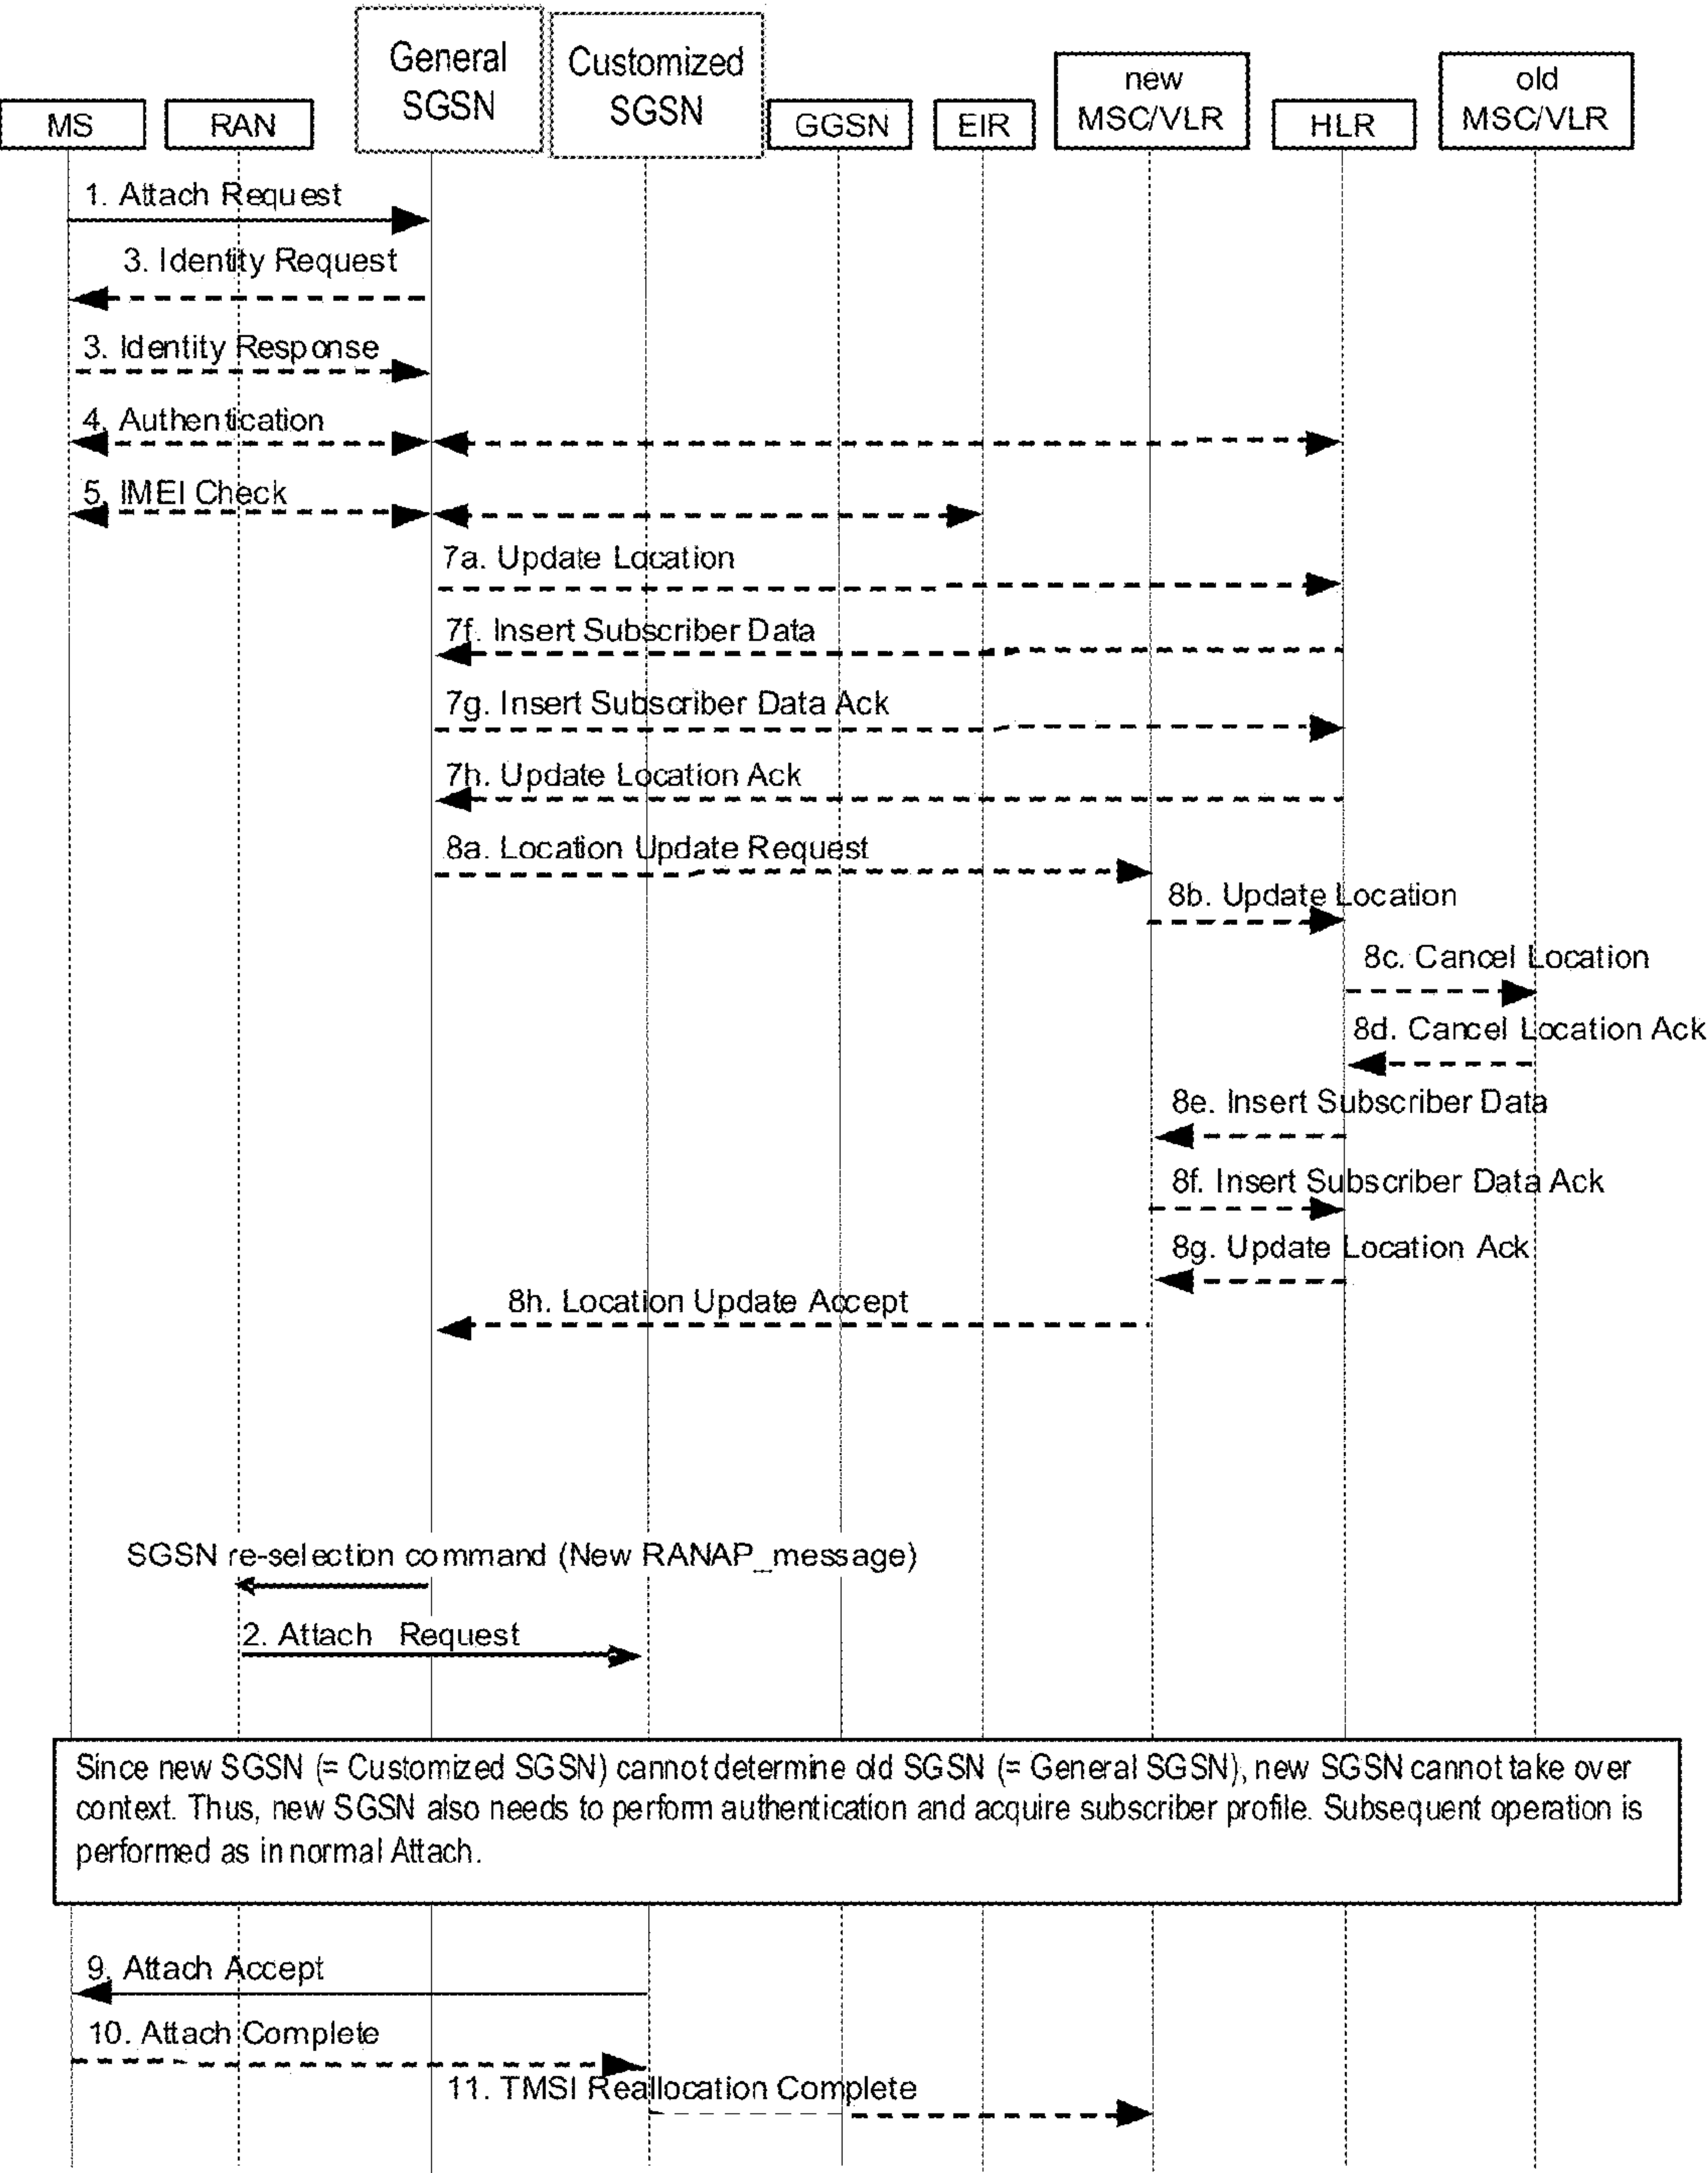 General
SGSN
Customized
SGSN
new
MSC/VLR
old
MSC/VLR
MS
RAN
GGSN
EIR
HLR
1. Attach Request
3. Identity Request
3. Identity Response
4. Authentication
5. IMEI Check
7a. Update Location
7f. Insert Subscriber Data
7g. Insert Subscriber Data Ack
7h. Update Location Ack
8a. Location Update Request
8b. Update Location
8c. Cancel Location
8d. Cancel Location Ack
8e. Insert Subscriber Data
8f. Insert Subscriber Data Ack
8g. Update Location Ack
8h. Location Update Accept
SGSN re-selection command (New RANAP_message)
2. Attach Request
Since new SGSN (= Customized SGSN) cannot determine old SGSN (= General SGSN), new SGSN cannot take over
context. Thus, new SGSN also needs to perform authentication and acquire subscriber profile. Subsequent operation is
performed as in normal Attach.
9. Attach Accept
10. Attach Complete
11. TMSI Reallocation Complete